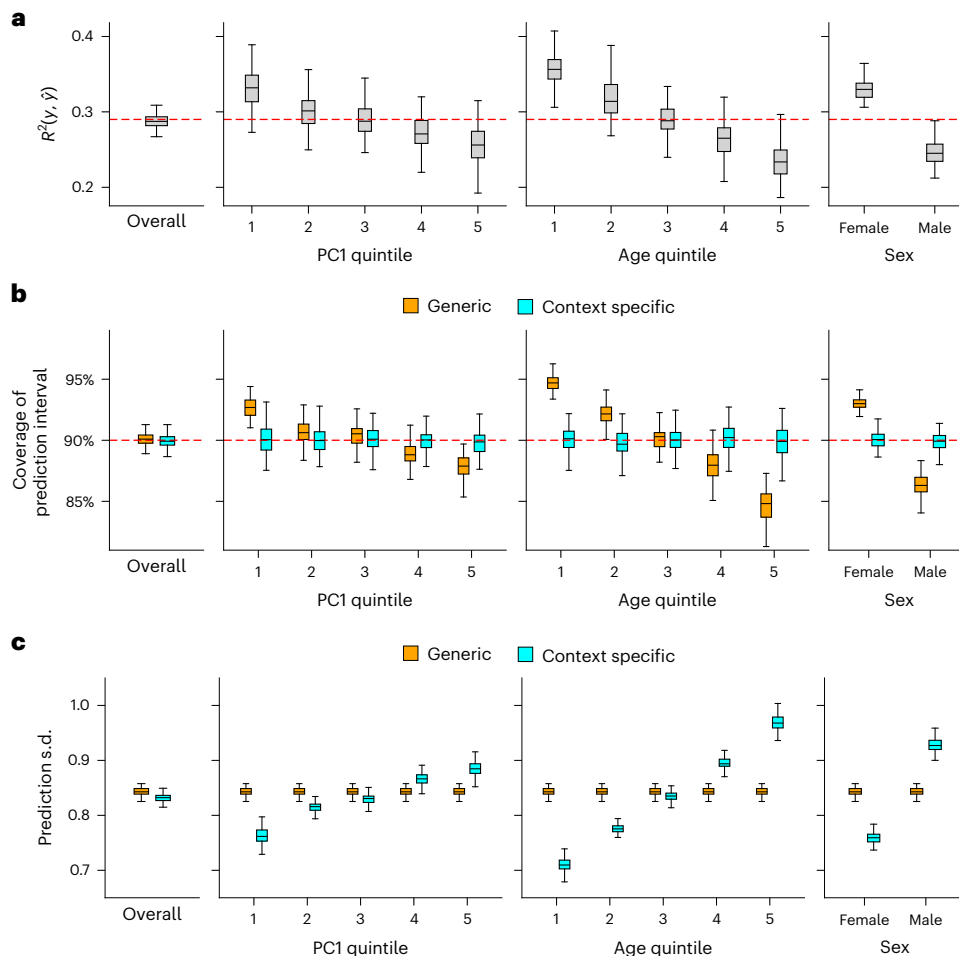 a
R²(y, ŷ)
0.4
0.3
0.2
Overall
1 2 3 4 5
PC1 quintile
1 2 3 4 5
Age quintile
Female Male
Sex
b
Generic Context specific
Coverage of
prediction interval
95%
90%
85%
Overall
1 2 3 4 5
PC1 quintile
1 2 3 4 5
Age quintile
Female Male
Sex
c
Generic Context specific
Prediction s.d.
1.0
0.9
0.8
0.7
Overall
1 2 3 4 5
PC1 quintile
1 2 3 4 5
Age quintile
Female Male
Sex